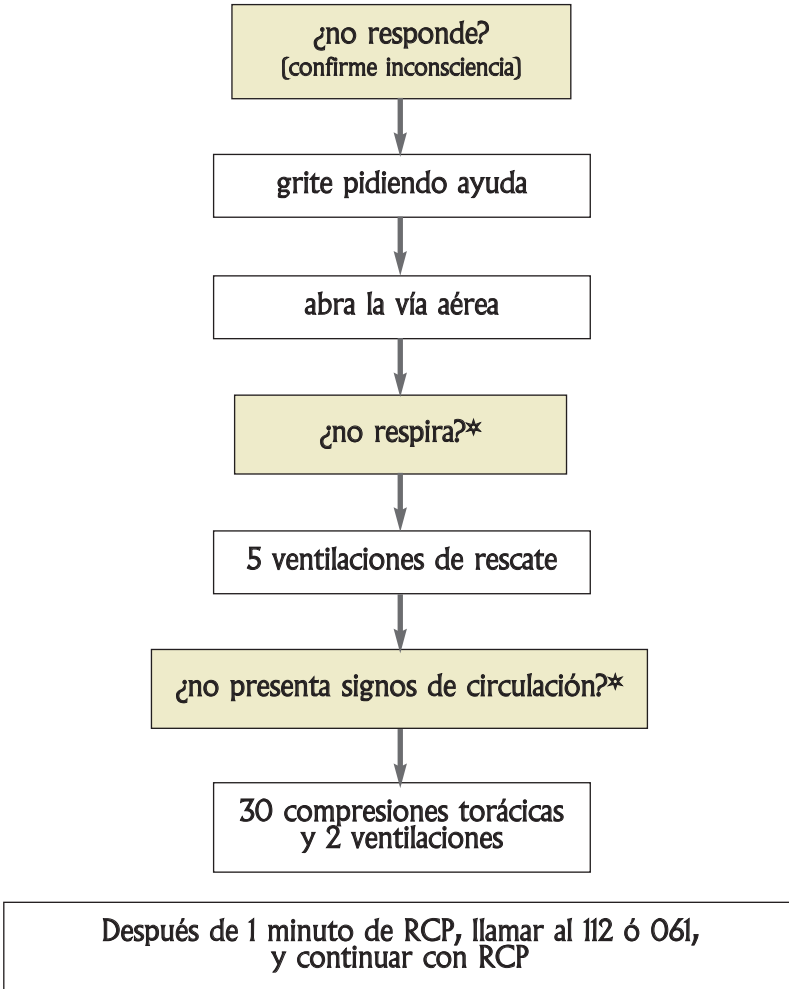 ¿no responde?
(confirme inconsciencia)
grite pidiendo ayuda
abra la vía aérea
¿no respira?✶
5 ventilaciones de rescate
¿no presenta signos de circulación?✶
30 compresiones torácicas
y 2 ventilaciones
Después de 1 minuto de RCP, llamar al 112 ó 061,
y continuar con RCP